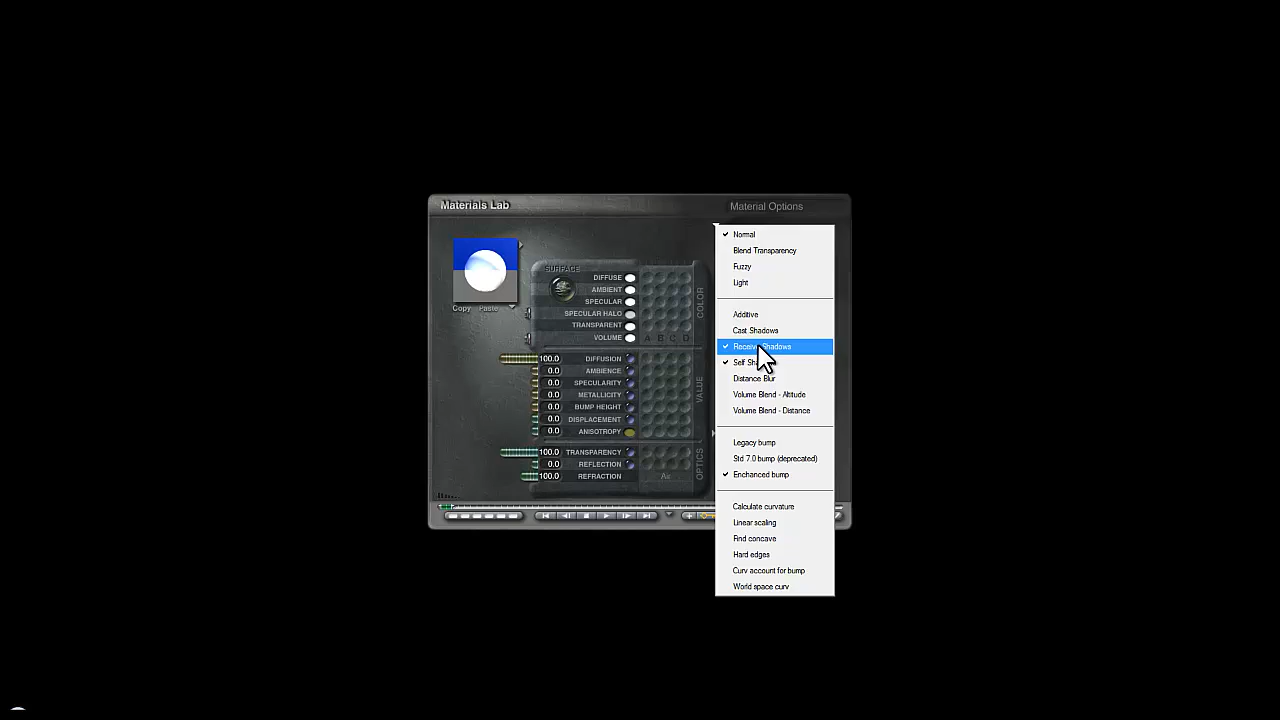 Materials Lab
Material Options
Copy Paste
SURFACE
DIFFUSE
AMBIENT
SPECULAR
SPECULAR HALO
TRANSPARENT
VOLUME
A B C D
COLOR
100.0 DIFFUSION
0.0 AMBIENCE
0.0 SPECULARITY
0.0 METALLICITY
0.0 BUMP HEIGHT
0.0 DISPLACEMENT
0.0 ANISOTROPY
VALUE
100.0 TRANSPARENCY
0.0 REFLECTION
100.0 REFRACTION
Air
OPTICS
Normal
Blend Transparency
Fuzzy
Light
Additive
Cast Shadows
Receive Shadows
Self
Distance Blur
Volume Blend - Altitude
Volume Blend - Distance
Legacy bump
Std 7.0 bump (deprecated)
Enchanced bump
Calculate curvature
Linear scaling
Find concave
Hard edges
Curv account for bump
World space curv